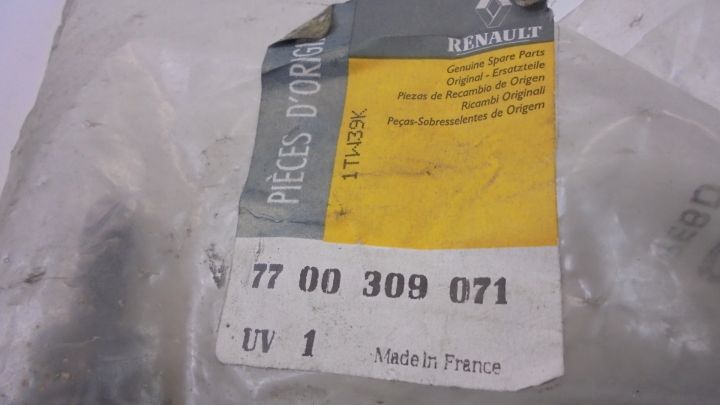 RENAULT
Genuine Spare Parts
Original - Ersatzteile
Piezas de Recambio de Origen
Ricambi Originali
Peças-Sobresselentes de Origem
PIÈCES D'ORIGI
1TW39K
77 00 309 071
UV 1
Made In France